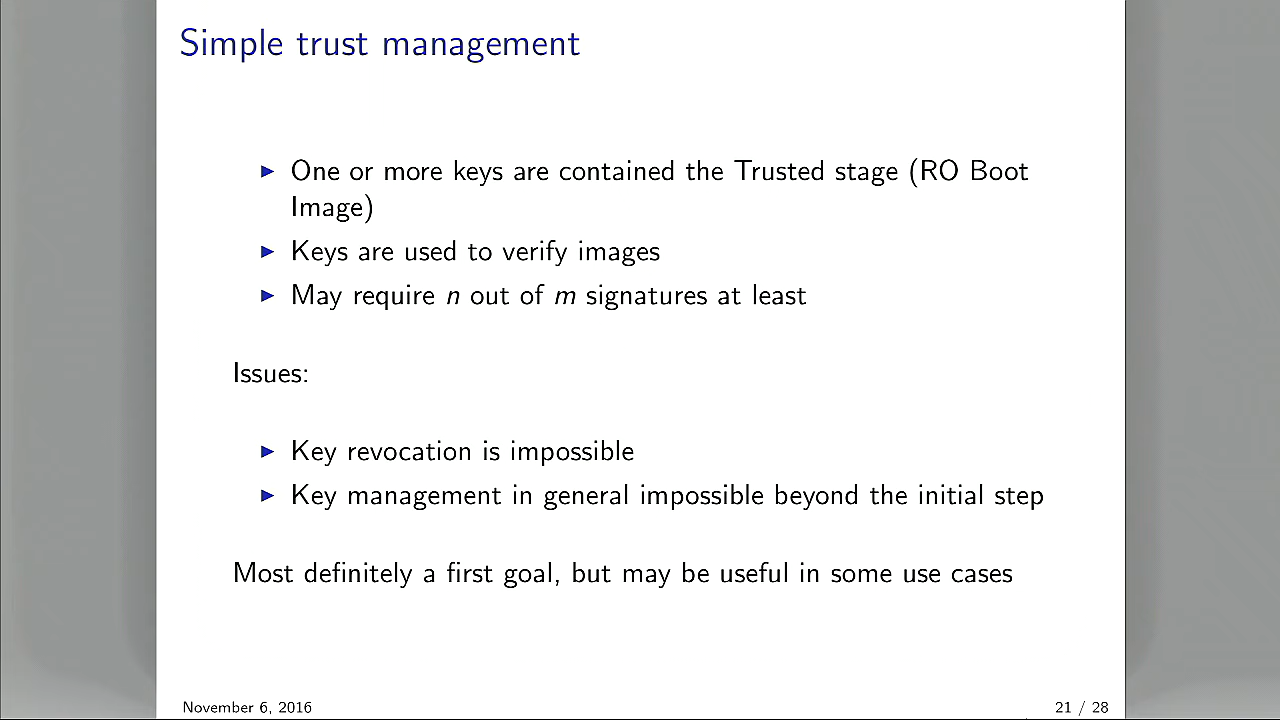 Simple trust management
One or more keys are contained the Trusted stage (RO Boot
Image)
Keys are used to verify images
May require n out of m signatures at least
Issues:
Key revocation is impossible
Key management in general impossible beyond the initial step
Most definitely a first goal, but may be useful in some use cases
November 6, 2016
21 / 28